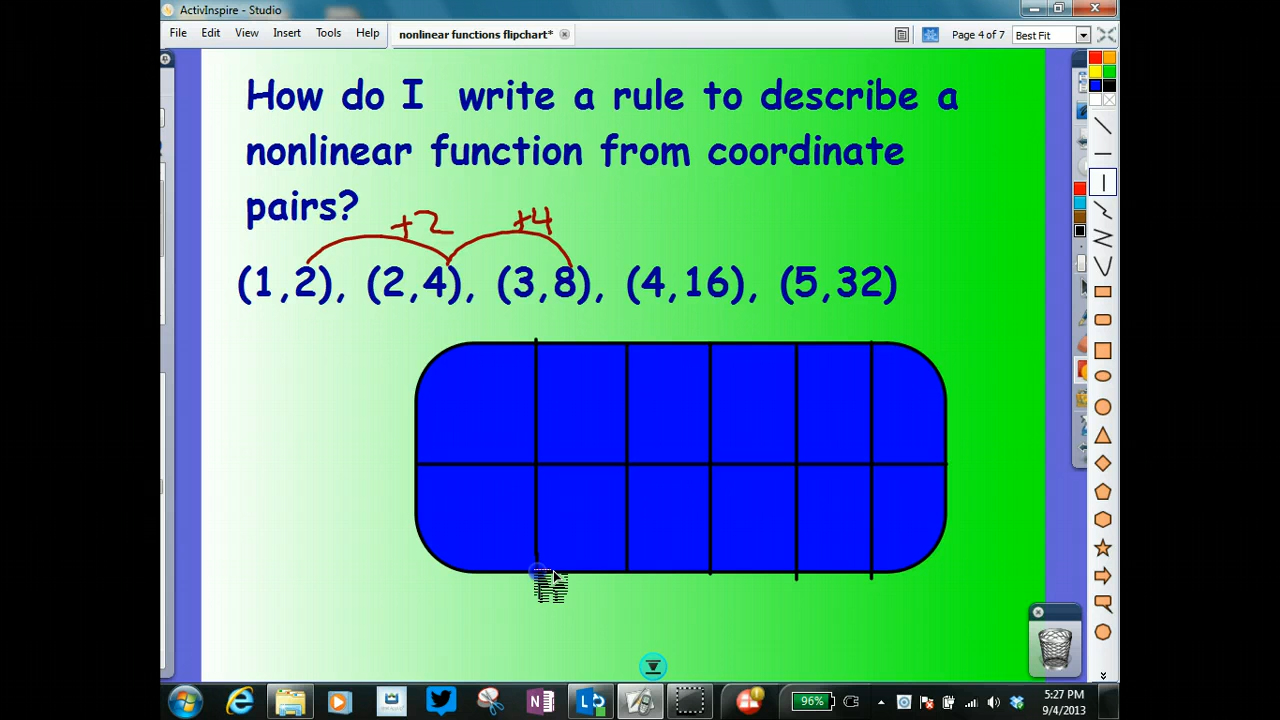 ActivInspire - Studio
File Edit View Insert Tools Help nonlinear functions flipchart* Page 4 of 7 Best Fit
How do I write a rule to describe a
nonlinear function from coordinate
pairs?
+2 +4
(1,2), (2,4), (3,8), (4,16), (5,32)
96%
5:27 PM
9/4/2013